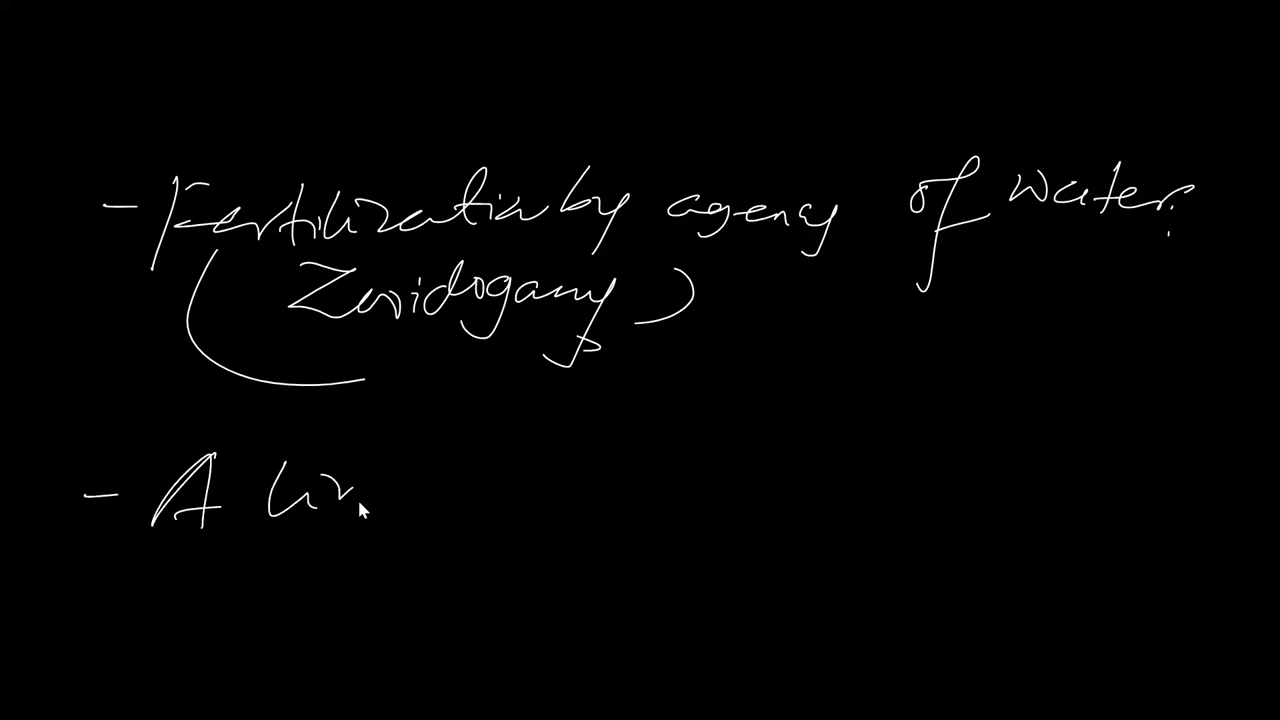 - Fertilization by agency of water.
(Zooidogamy)
- A